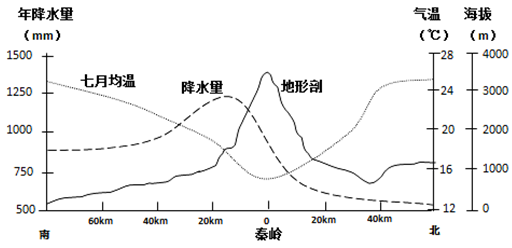 年降水量 气温 海拔
(mm) (℃) (m)
1500 28 4000
七月均温 降水量 地形剖
1250 24 3000
1000 20 2000
750 16 1000
500 12 0
60km 40km 20km 0 20km 40km
南 秦岭 北